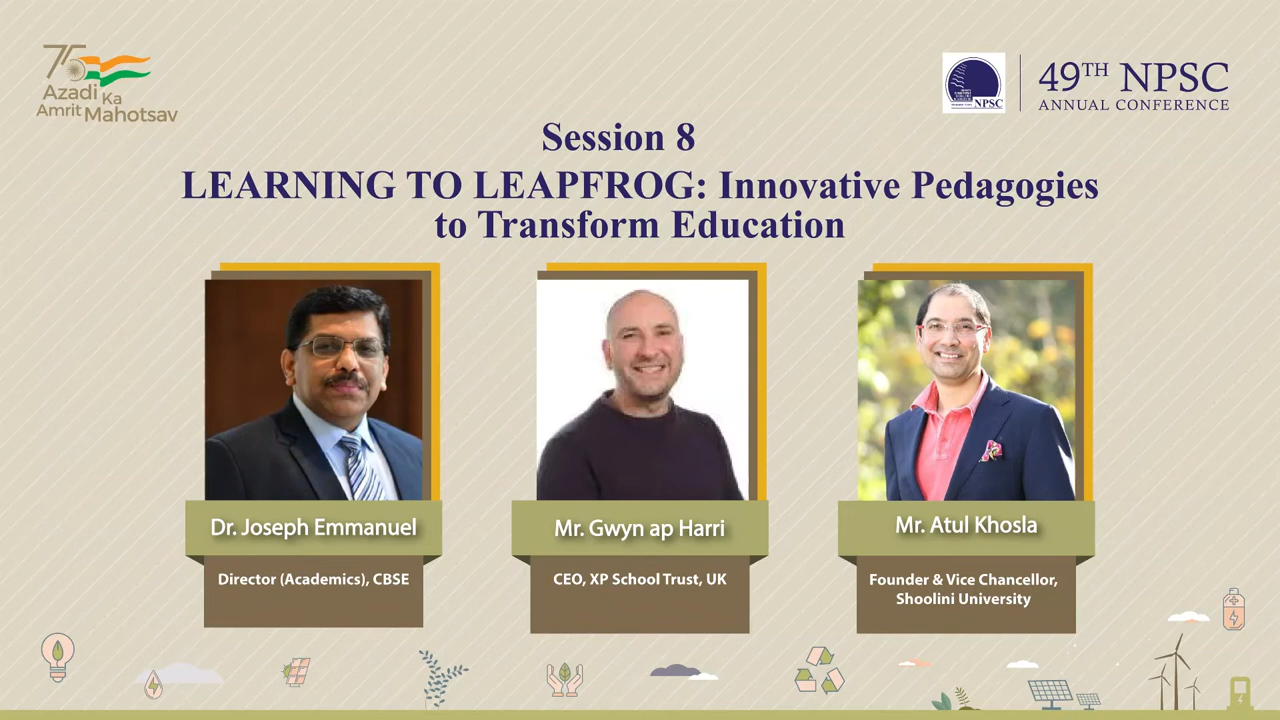 75
Azadi Ka
Amrit Mahotsav
NPSC
49TH NPSC
ANNUAL CONFERENCE
Session 8
LEARNING TO LEAPFROG: Innovative Pedagogies
to Transform Education
Dr. Joseph Emmanuel
Director (Academics), CBSE
Mr. Gwyn ap Harri
CEO, XP School Trust, UK
Mr. Atul Khosla
Founder & Vice Chancellor,
Shoolini University